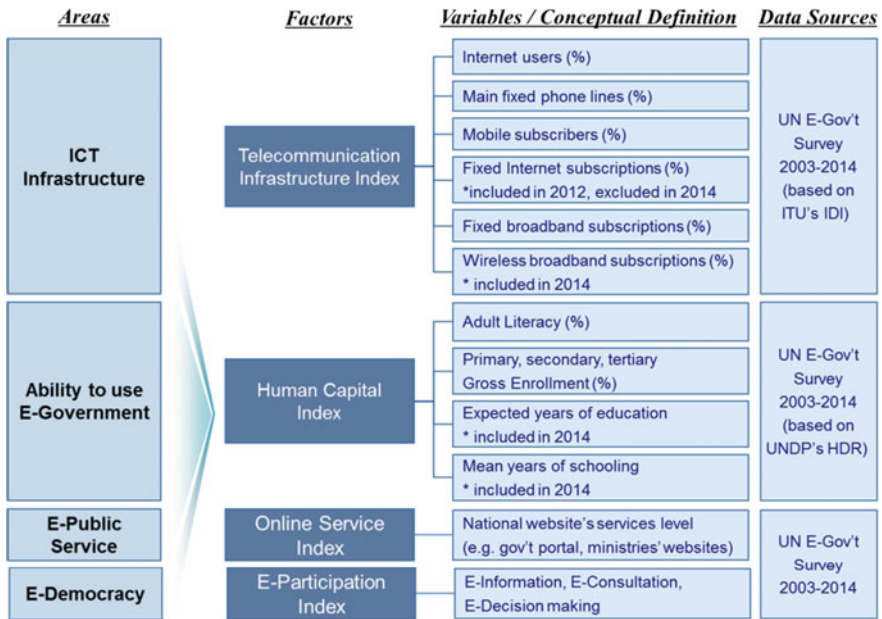 Areas
Factors
Variables / Conceptual Definition
Data Sources
ICT
Infrastructure
Telecommunication
Infrastructure Index
Internet users (%)
Main fixed phone lines (%)
Mobile subscribers (%)
Fixed Internet subscriptions (%)
*included in 2012, excluded in 2014
Fixed broadband subscriptions (%)
Wireless broadband subscriptions (%)
* included in 2014
UN E-Gov't
Survey
2003-2014
(based on
ITU's IDI)
Ability to use
E-Government
Human Capital
Index
Adult Literacy (%)
Primary, secondary, tertiary
Gross Enrollment (%)
Expected years of education
* included in 2014
Mean years of schooling
* included in 2014
UN E-Gov't
Survey
2003-2014
(based on
UNDP's HDR)
E-Public
Service
Online Service
Index
National website's services level
(e.g. gov't portal, ministries' websites)
E-Democracy
E-Participation
Index
E-Information, E-Consultation,
E-Decision making
UN E-Gov't
Survey
2003-2014